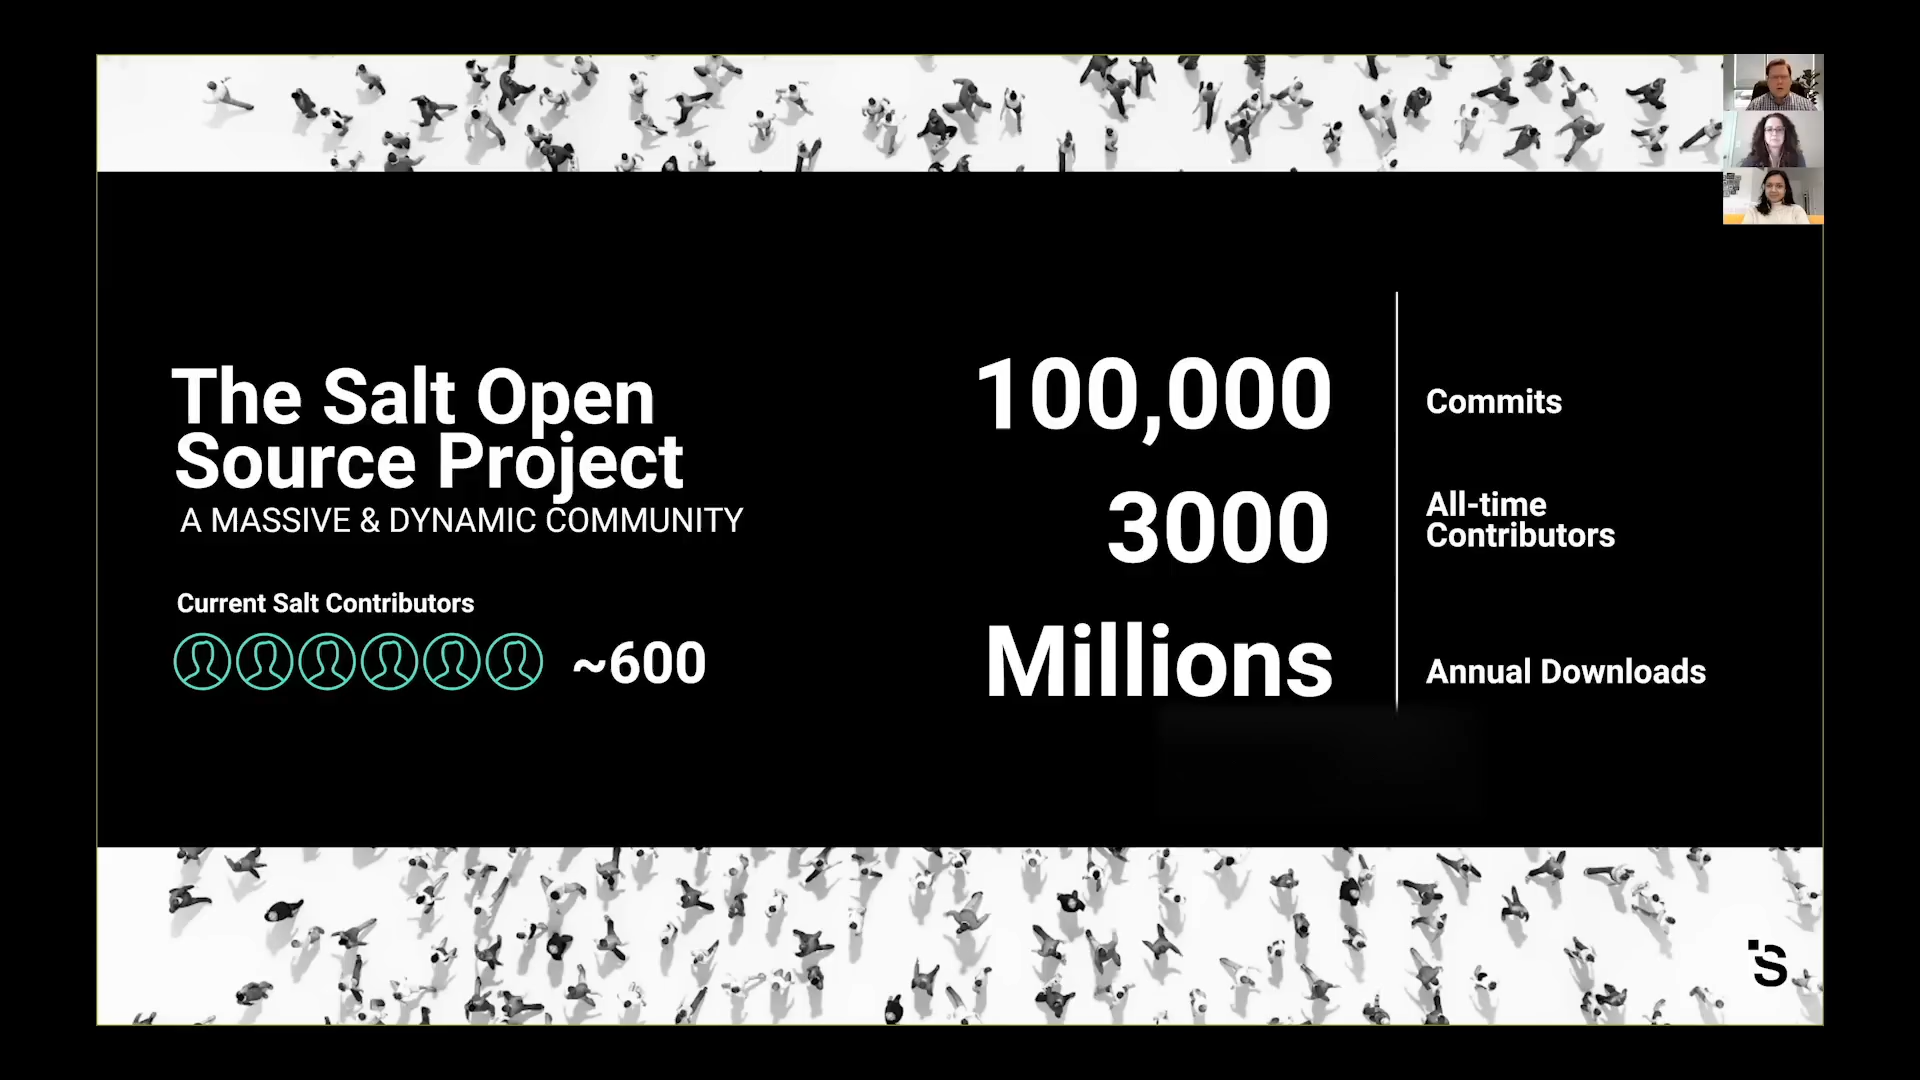 The Salt Open
Source Project
A MASSIVE & DYNAMIC COMMUNITY
Current Salt Contributors
~600
100,000
Commits
3000
All-time
Contributors
Millions
Annual Downloads
S